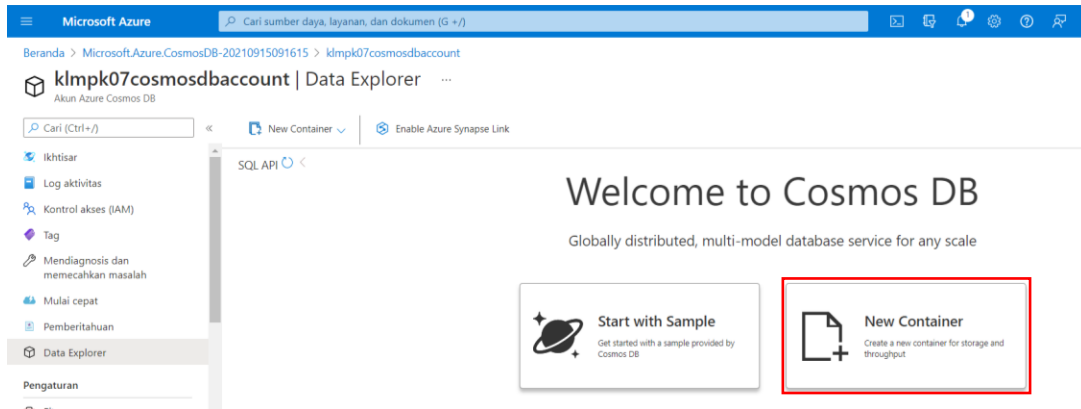 Microsoft Azure
Cari sumber daya, layanan, dan dokumen (G +/)
1
Beranda > Microsoft.Azure.CosmosDB-20210915091615 > klmpk07cosmosdbaccount
klmpk07cosmosdbaccount | Data Explorer ...
Akun Azure Cosmos DB
Cari (Ctrl+/)
«
New Container
Enable Azure Synapse Link
Ikhtisar
Log aktivitas
Kontrol akses (IAM)
Tag
Mendiagnosis dan
memecahkan masalah
Mulai cepat
Pemberitahuan
Data Explorer
Pengaturan
SQL API
Welcome to Cosmos DB
Globally distributed, multi-model database service for any scale
Start with Sample
Get started with a sample provided by
Cosmos DB
New Container
Create a new container for storage and
throughput